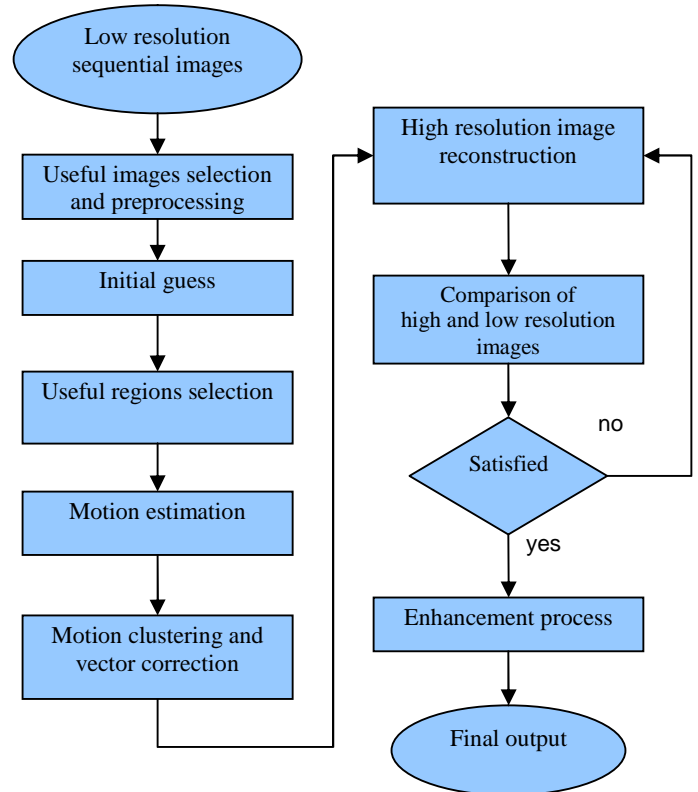 Low resolution
sequential images
Useful images selection
and preprocessing
Initial guess
Useful regions selection
Motion estimation
Motion clustering and
vector correction
High resolution image
reconstruction
Comparison of
high and low resolution
images
Satisfied
no
yes
Enhancement process
Final output